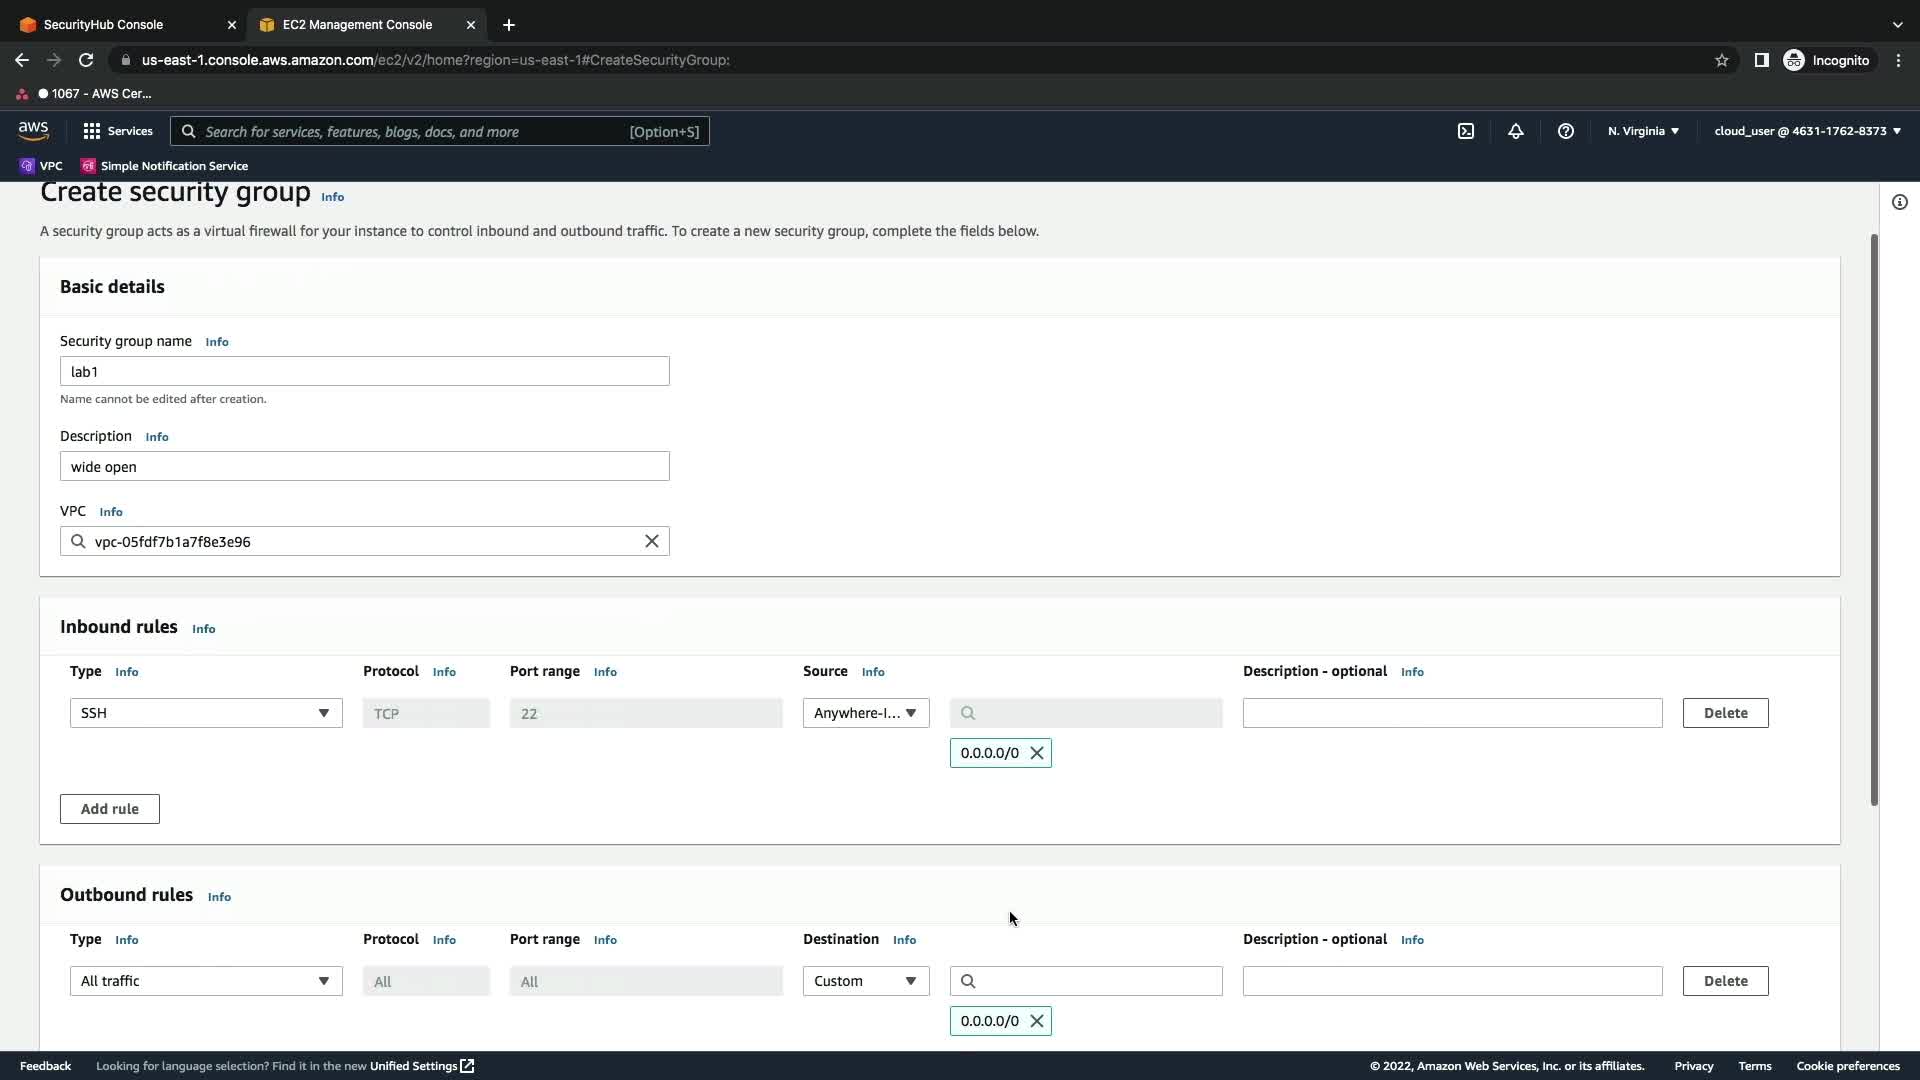 SecurityHub Console
EC2 Management Console
us-east-1.console.aws.amazon.com/ec2/v2/home?region=us-east-1#CreateSecurityGroup:
Incognito
1067 - AWS Cer...
aws
Services
Search for services, features, blogs, docs, and more
[Option+S]
N. Virginia
cloud_user @ 4631-1762-8373
VPC
Simple Notification Service
Create security group Info
A security group acts as a virtual firewall for your instance to control inbound and outbound traffic. To create a new security group, complete the fields below.
Basic details
Security group name Info
lab1
Name cannot be edited after creation.
Description Info
wide open
VPC Info
vpc-05fdf7b1a7f8e3e96
Inbound rules Info
Type Info Protocol Info Port range Info Source Info Description - optional Info
SSH TCP 22 Anywhere-I... Delete
0.0.0.0/0
Add rule
Outbound rules Info
Type Info Protocol Info Port range Info Destination Info Description - optional Info
All traffic All All Custom Delete
0.0.0.0/0
Feedback Looking for language selection? Find it in the new Unified Settings © 2022, Amazon Web Services, Inc. or its affiliates. Privacy Terms Cookie preferences